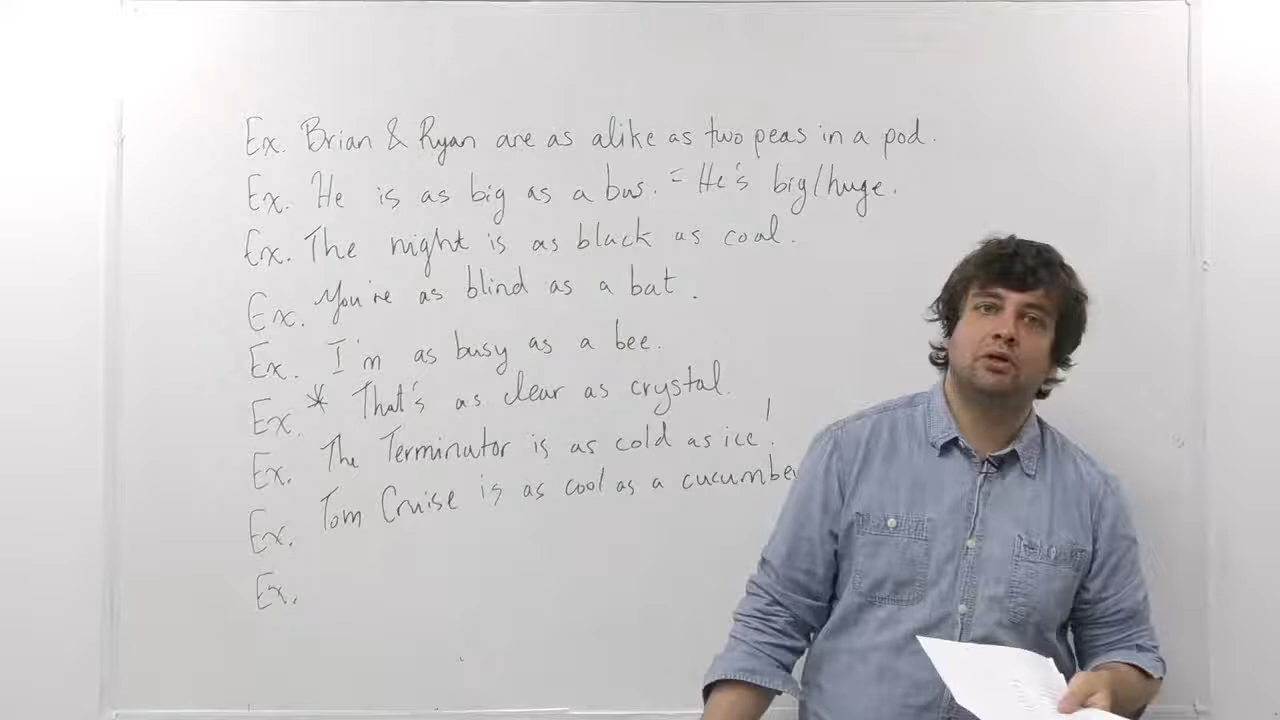 Ex. Brian & Ryan are as alike as two peas in a pod.
Ex. He is as big as a bus. = He's big/huge.
Ex. The night is as black as coal.
Ex. You're as blind as a bat.
Ex. I'm as busy as a bee.
Ex. * That's as clear as crystal.
Ex. The Terminator is as cold as ice!
Ex. Tom Cruise is as cool as a cucumber
Ex.